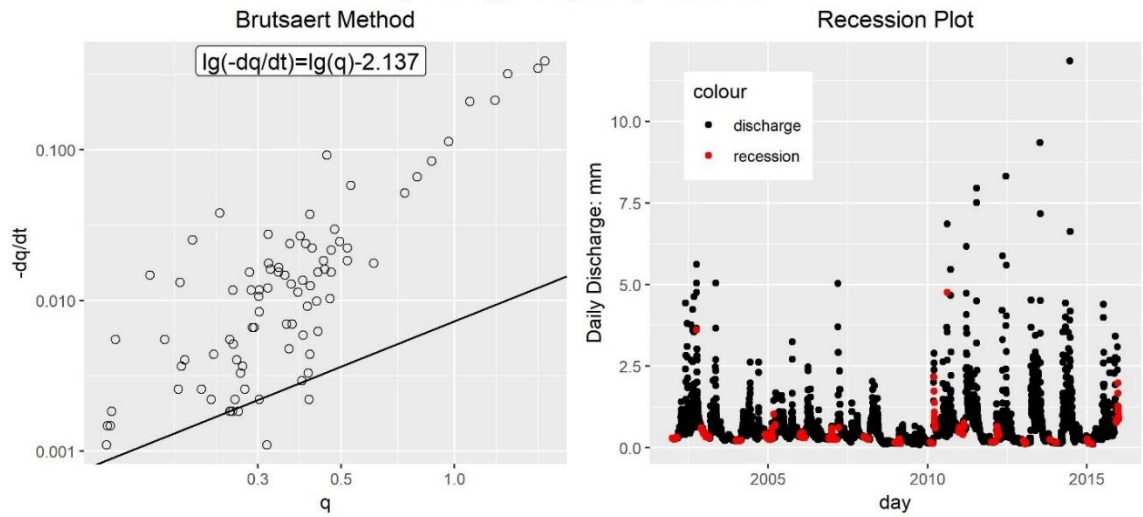 Brutsaert Method
lg(-dq/dt)=lg(q)-2.137
0.100
0.010
0.001
-dq/dt
0.3
0.5
1.0
q
Recession Plot
colour
discharge
recession
10.0
7.5
5.0
2.5
0.0
Daily Discharge: mm
2005
2010
2015
day